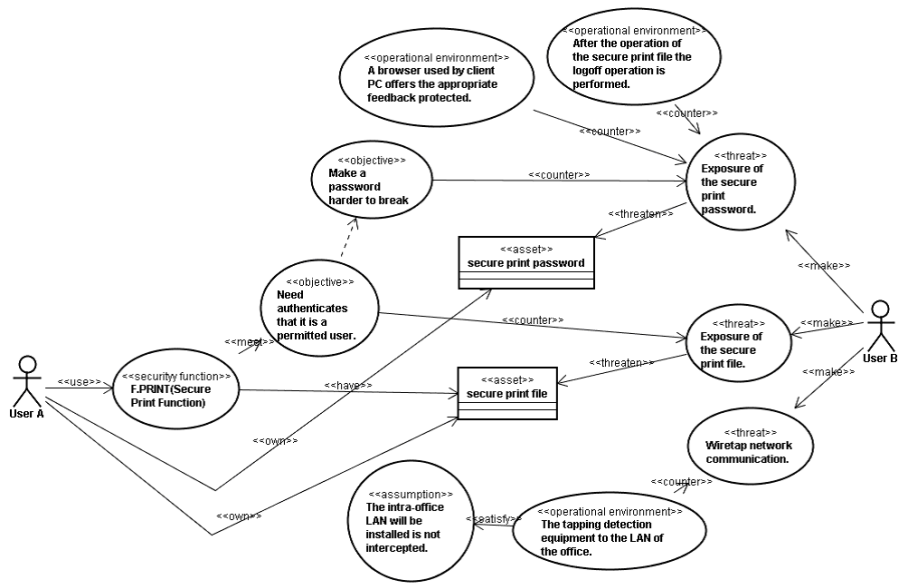 <<operational environment>>
After the operation of
the secure print file the
logoff operation is
performed.
<<operational environment>>
A browser used by client
PC offers the appropriate
feedback protected.
<<counter>>
<<counter>>
<<objective>>
Make a
password
harder to break
<<counter>>
<<threat>>
Exposure of
the secure
print
password.
<<threaten>>
<<asset>>
secure print password
<<make>>
<<objective>>
Need
authenticates
that it is a
permitted user.
<<counter>>
<<threat>>
Exposure of
the secure
print file.
<<make>>
User B
<<meet>>
<<threaten>>
<<make>>
<<use>>
User A
<<securityy function>>
F.PRINT(Secure
Print Function)
<<have>>
<<asset>>
secure print file
<<own>>
<<threat>>
Wiretap network
communication.
<<counter>>
<<own>>
<<assumption>>
The intra-office
LAN will be
installed is not
intercepted.
<<satisfy>>
<<operational environment>>
The tapping detection
equipment to the LAN of
the office.